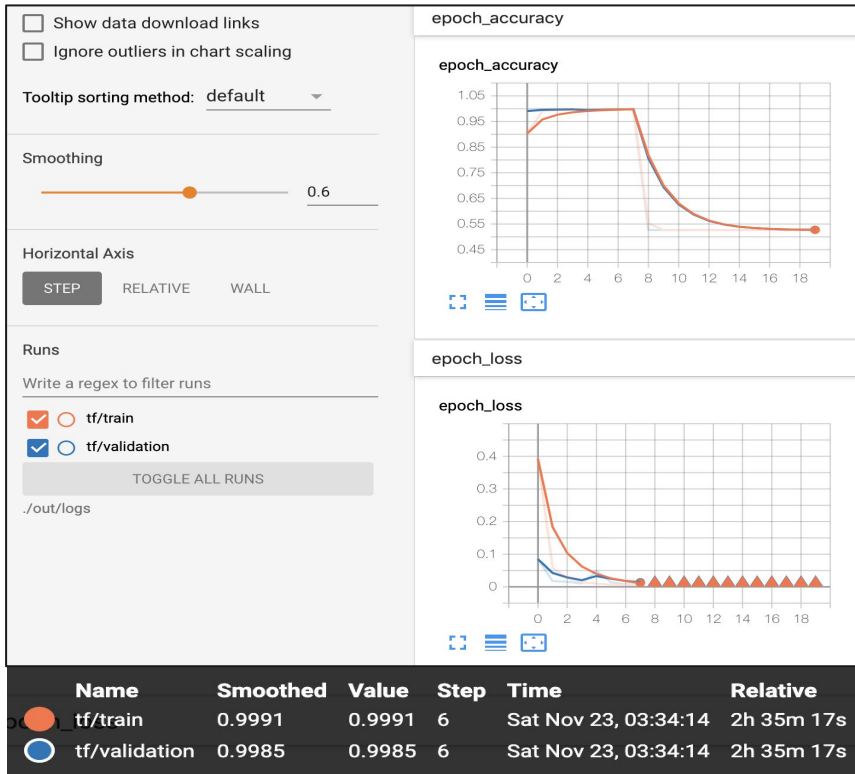 Show data download links
Ignore outliers in chart scaling
Tooltip sorting method: default
Smoothing
0.6
Horizontal Axis
STEP RELATIVE WALL
Runs
Write a regex to filter runs
tf/train
tf/validation
TOGGLE ALL RUNS
./out/logs
epoch_accuracy
epoch_accuracy
1.05
0.95
0.85
0.75
0.65
0.55
0.45
0 2 4 6 8 10 12 14 16 18
epoch_loss
epoch_loss
0.4
0.3
0.2
0.1
0
0 2 4 6 8 10 12 14 16 18
Name Smoothed Value Step Time Relative
tf/train 0.9991 0.9991 6 Sat Nov 23, 03:34:14 2h 35m 17s
tf/validation 0.9985 0.9985 6 Sat Nov 23, 03:34:14 2h 35m 17s